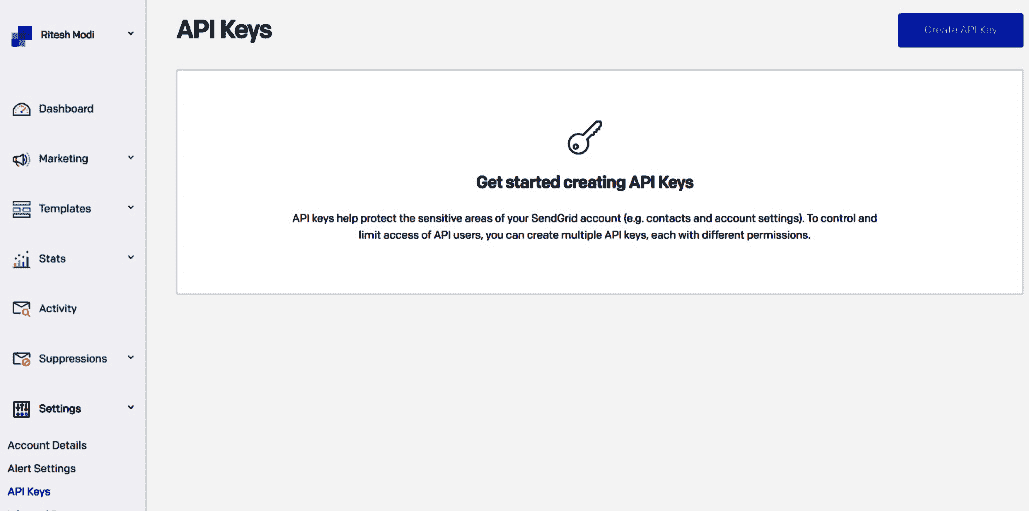 Ritesh Modi
Dashboard
Marketing
Templates
Stats
Activity
Suppressions
Settings
Account Details
Alert Settings
API Keys
API Keys
Create API Key
Get started creating API Keys
API keys help protect the sensitive areas of your SendGrid account (e.g. contacts and account settings). To control and
limit access of API users, you can create multiple API keys, each with different permissions.